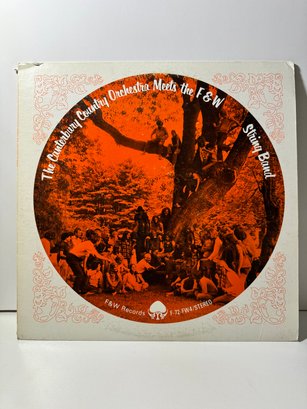 The Canterbury Country Orchestra Meets the F&W String Band
F&W Records
F-72-FW4/STEREO